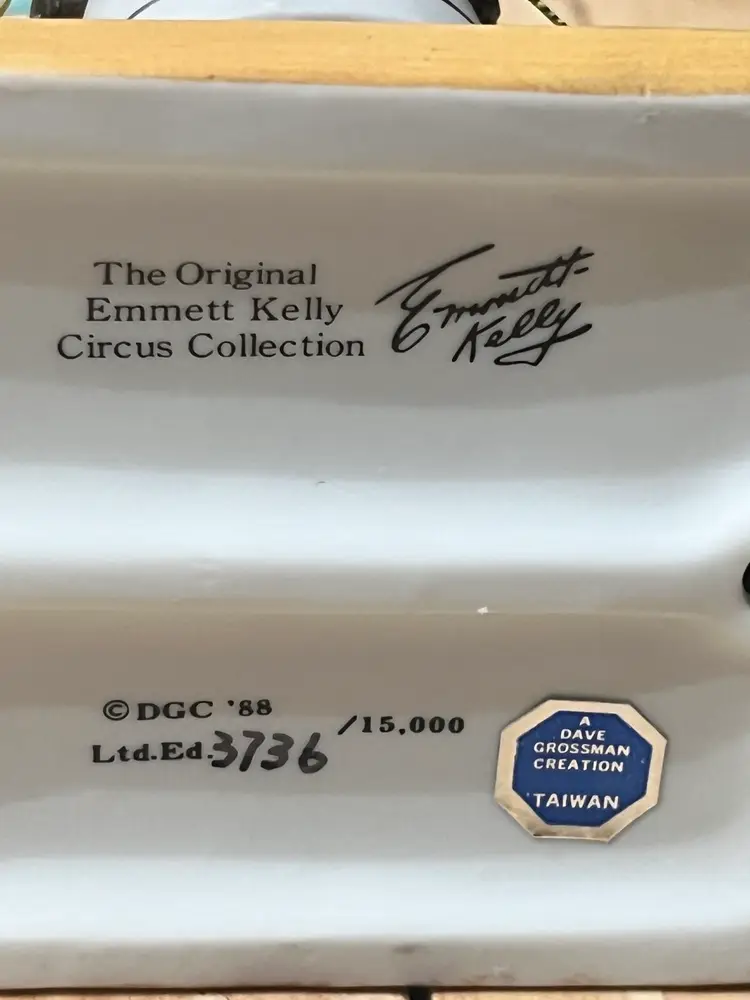 The Original
Emmett Kelly
Circus Collection
Emmett
Kelly
© DGC '88
Ltd.Ed.3736 /15,000
A
DAVE
GROSSMAN
CREATION
TAIWAN